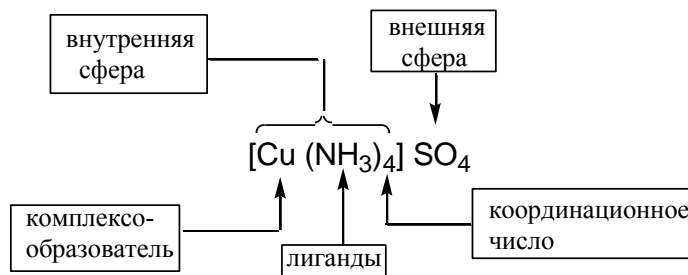 внутренняя
сфера
внешняя
сфера
[Cu (NH₃)₄] SO₄
комплексо-
образователь
лиганды
координационное
число